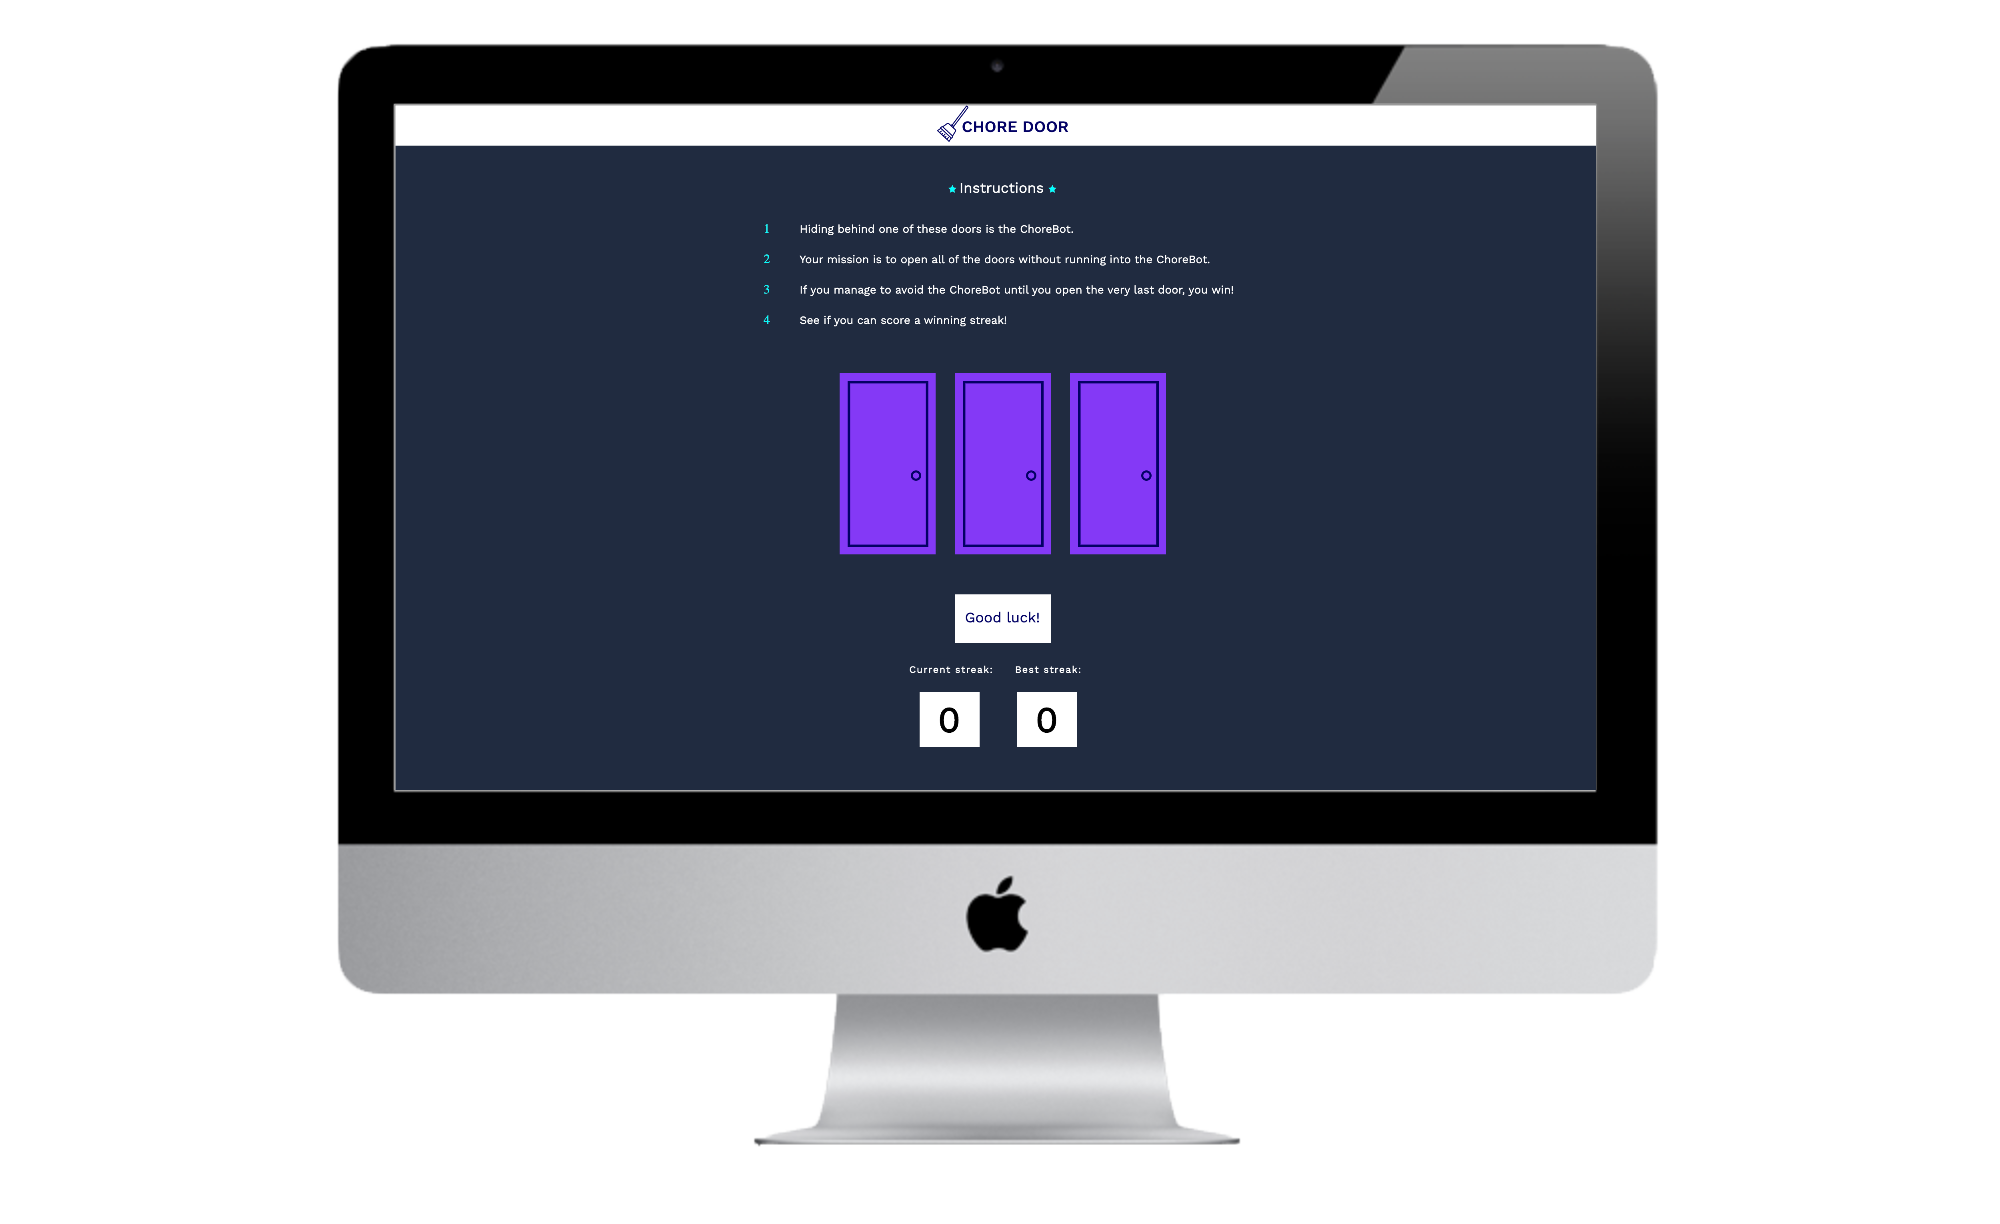 CHORE DOOR
Instructions
1 Hiding behind one of these doors is the ChoreBot.
2 Your mission is to open all of the doors without running into the ChoreBot.
3 If you manage to avoid the ChoreBot until you open the very last door, you win!
4 See if you can score a winning streak!
Good luck!
Current streak: Best streak:
0 0